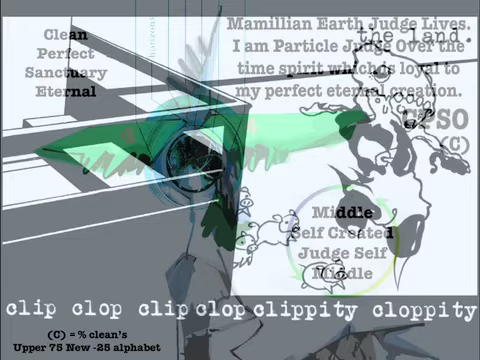 Clean
Perfect
Sanctuary
Eternal
Mamillian Earth Judge Lives.
the land.
I am Particle Judge Over the
time spirit which is loyal to
my perfect eternal creation.
CPSO
(C)
Middle
Self Created
Judge Self
Middle
clip clop clip clop clippity cloppity
(C) = % clean's
Upper 75 New -25 alphabet